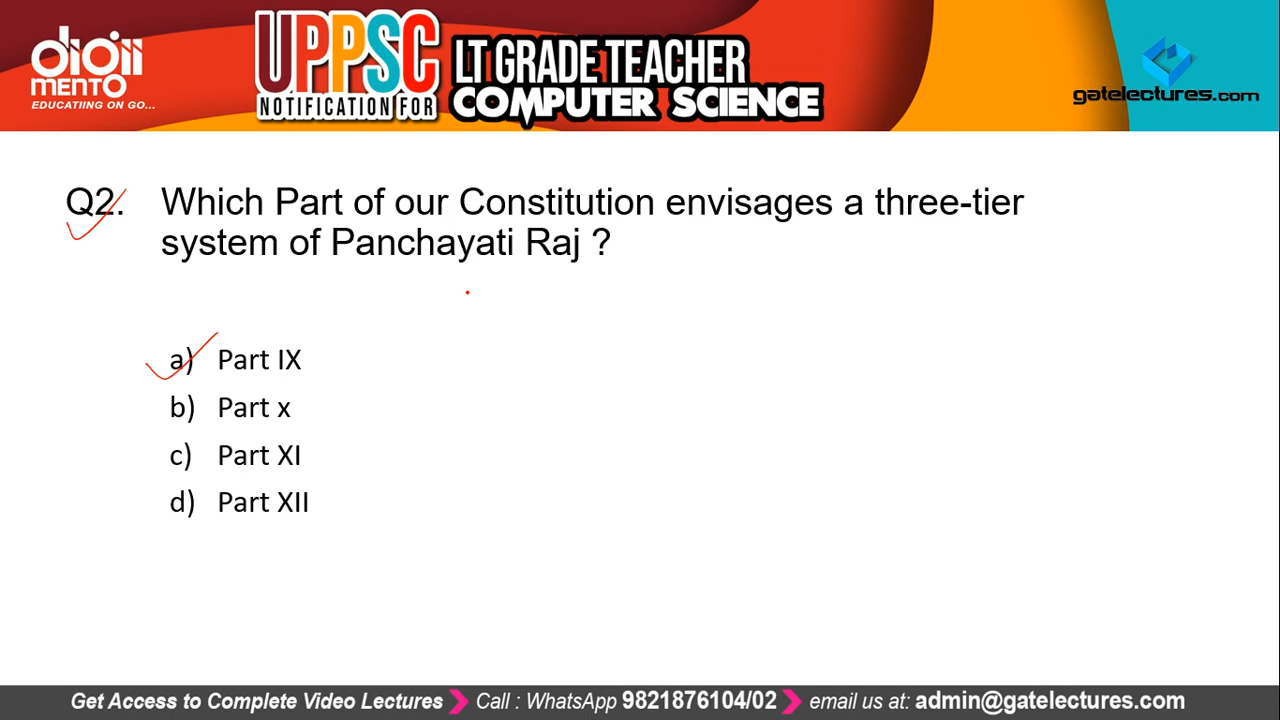 digii
MENTO
EDUCATIING ON GO...
UPPSC
NOTIFICATION FOR
LT GRADE TEACHER
COMPUTER SCIENCE
gatelectures.com
Q2. Which Part of our Constitution envisages a three-tier
system of Panchayati Raj ?
a) Part IX
b) Part x
c) Part XI
d) Part XII
Get Access to Complete Video Lectures Call : WhatsApp 9821876104/02 email us at: admin@gatelectures.com